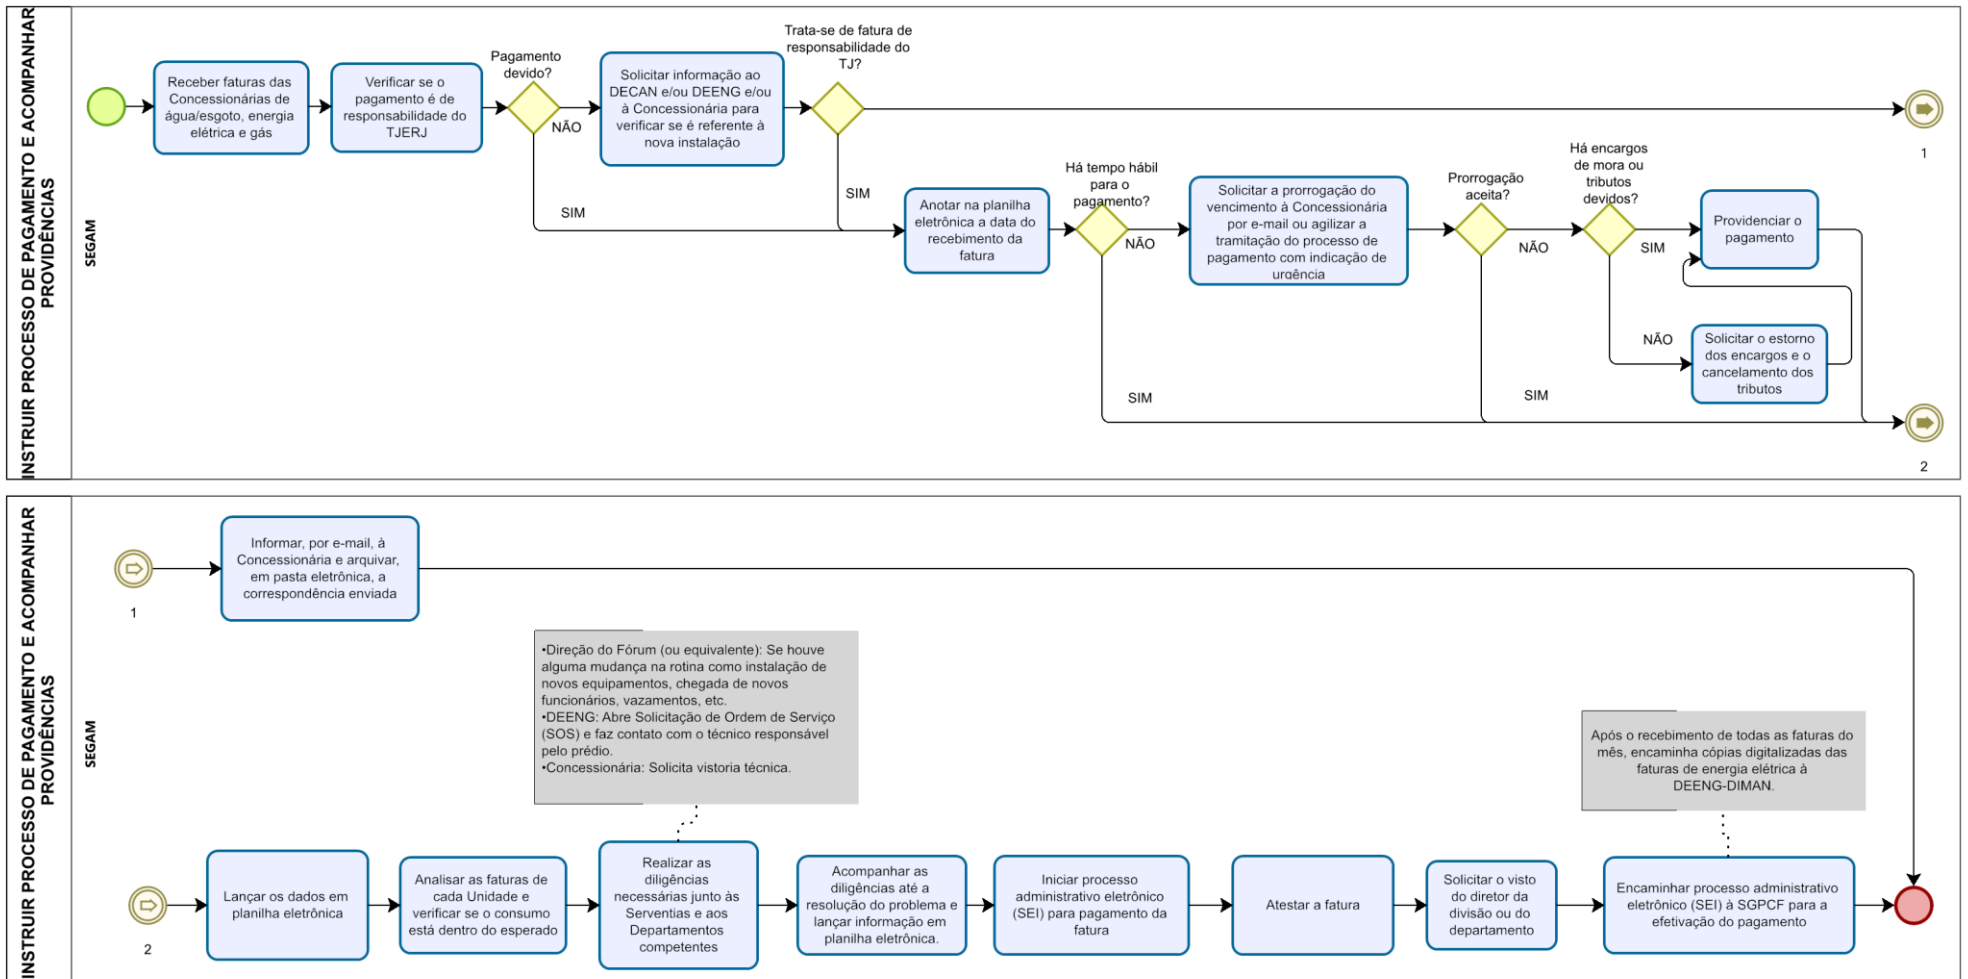 INSTRUIR PROCESSO DE PAGAMENTO E ACOMPANHAR
PROVIDÊNCIAS
SEGAM
Receber faturas das
Concessionárias de
água/esgoto, energia
elétrica e gás
Verificar se o
pagamento é de
responsabilidade do
TJERJ
Pagamento
devido?
NÃO
SIM
Solicitar informação ao
DECAN e/ou DEENG e/ou
à Concessionária para
verificar se é referente à
nova instalação
Trata-se de fatura de
responsabilidade do
TJ?
SIM
1
Anotar na planilha
eletrônica a data do
recebimento da
fatura
Há tempo hábil
para o
pagamento?
NÃO
SIM
Solicitar a prorrogação do
vencimento à Concessionária
por e-mail ou agilizar a
tramitação do processo de
pagamento com indicação de
urgência
Prorrogação
aceita?
NÃO
SIM
Há encargos
de mora ou
tributos
devidos?
SIM
NÃO
Providenciar o
pagamento
Solicitar o estorno
dos encargos e o
cancelamento dos
tributos
2
INSTRUIR PROCESSO DE PAGAMENTO E ACOMPANHAR
PROVIDÊNCIAS
SEGAM
1
Informar, por e-mail, à
Concessionária e arquivar,
em pasta eletrônica, a
correspondência enviada
•Direção do Fórum (ou equivalente): Se houve
alguma mudança na rotina como instalação de
novos equipamentos, chegada de novos
funcionários, vazamentos, etc.
•DEENG: Abre Solicitação de Ordem de Serviço
(SOS) e faz contato com o técnico responsável
pelo prédio.
•Concessionária: Solicita vistoria técnica.
Após o recebimento de todas as faturas do
mês, encaminha cópias digitalizadas das
faturas de energia elétrica à
DEENG-DIMAN.
2
Lançar os dados em
planilha eletrônica
Analisar as faturas de
cada Unidade e
verificar se o consumo
está dentro do esperado
Realizar as
diligências
necessárias junto às
Serventias e aos
Departamentos
competentes
Acompanhar as
diligências até a
resolução do problema e
lançar informação em
planilha eletrônica.
Iniciar processo
administrativo eletrônico
(SEI) para pagamento da
fatura
Atestar a fatura
Solicitar o visto
do diretor da
divisão ou do
departamento
Encaminhar processo administrativo
eletrônico (SEI) à SGPCF para a
efetivação do pagamento